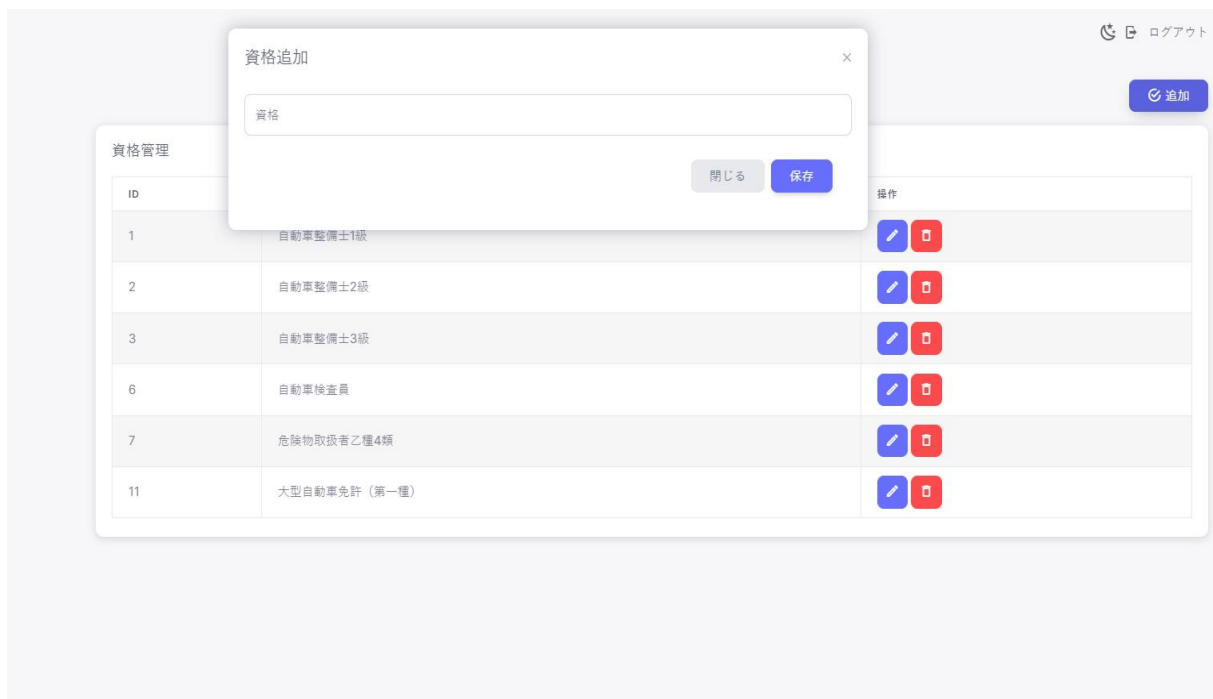 ログアウト
資格追加
×
追加
資格
資格管理
閉じる
保存
ID
操作
1
自動車整備士1級
2
自動車整備士2級
3
自動車整備士3級
6
自動車検査員
7
危険物取扱者乙種4類
11
大型自動車免許（第一種）